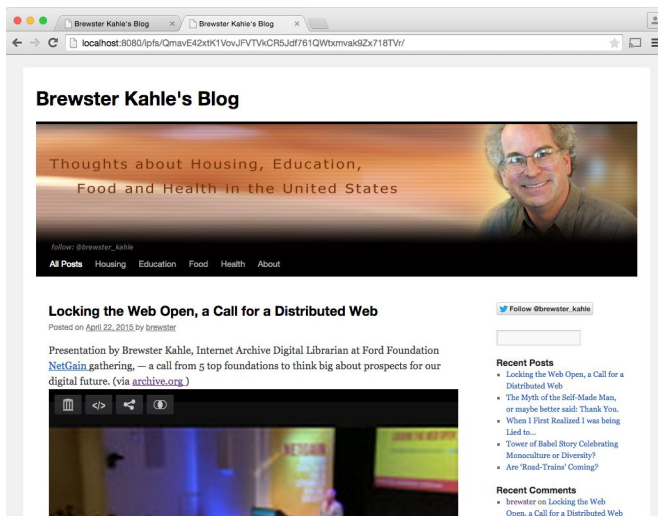 Brewster Kahle's Blog
Brewster Kahle's Blog
localhost:8080/ipfs/QmavE42xtK1VovJFVTVkCR5Jdf761QWtxmvak9Zx718TVr/
Brewster Kahle's Blog
Thoughts about Housing, Education,
Food and Health in the United States
follow: @brewster_kahle
All Posts Housing Education Food Health About
Locking the Web Open, a Call for a Distributed Web
Posted on April 22, 2015 by brewster
Presentation by Brewster Kahle, Internet Archive Digital Librarian at Ford Foundation
NetGain gathering, — a call from 5 top foundations to think big about prospects for our
digital future. (via archive.org )
NETGAIN
Follow @brewster_kahle
Recent Posts
Locking the Web Open, a Call for a
Distributed Web
The Myth of the Self-Made Man,
or maybe better said: Thank You.
When I First Realized I was being
Lied to...
Tower of Babel Story Celebrating
Monoculture or Diversity?
Are 'Road-Trains' Coming?
Recent Comments
brewster on Locking the Web
Open, a Call for a Distributed Web